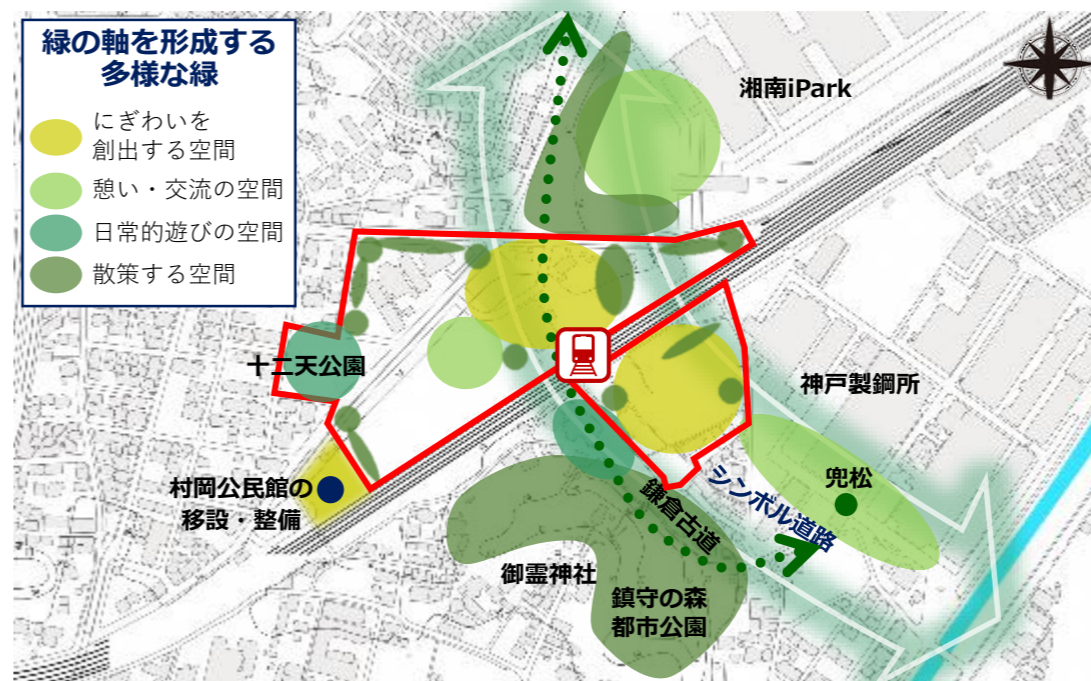 緑の軸を形成する
多様な緑
にぎわいを
創出する空間
憩い・交流の空間
日常的遊びの空間
散策する空間
湘南iPark
十二天公園
神戸製鋼所
兜松
シンボル道路
鎌倉古道
村岡公民館の
移設・整備
御霊神社
鎮守の森
都市公園